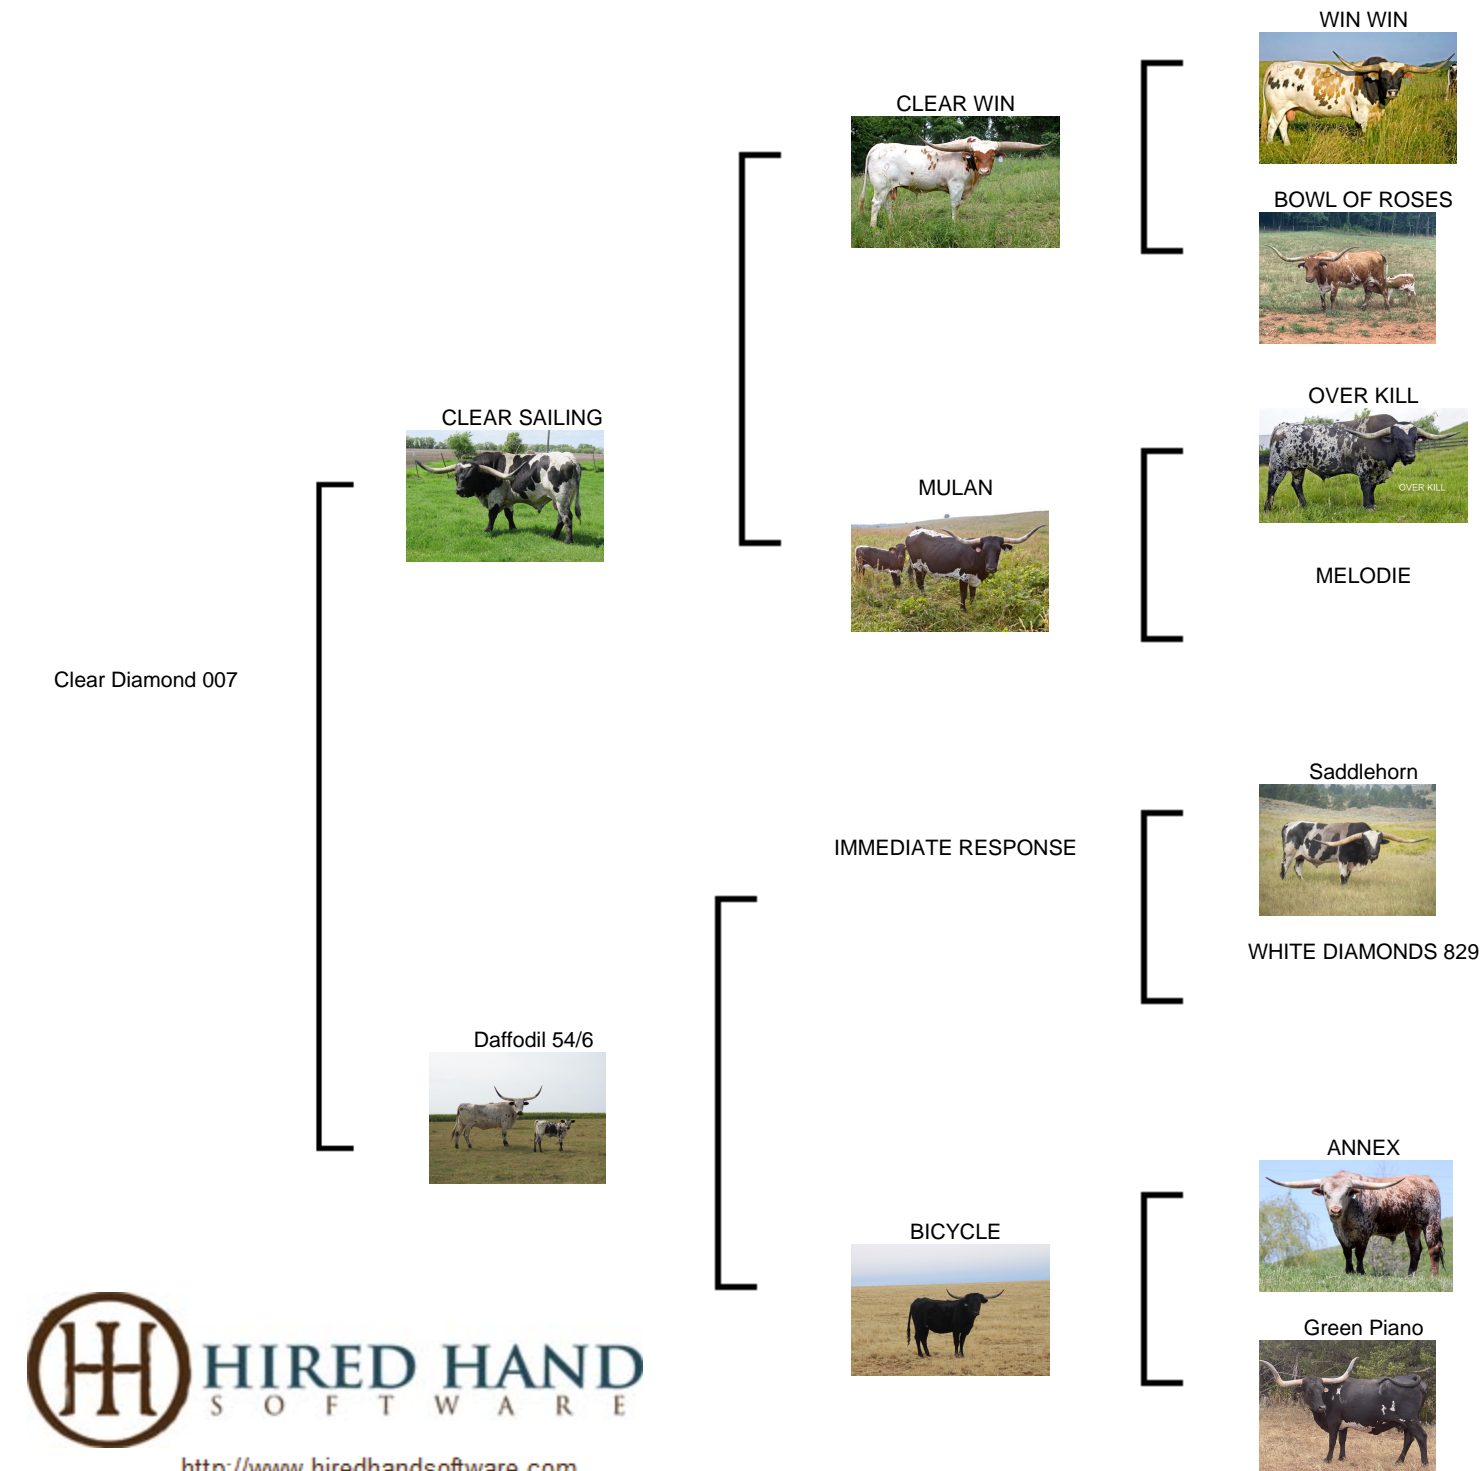 WIN WIN
CLEAR WIN
BOWL OF ROSES
CLEAR SAILING
OVER KILL
OVER KILL
MULAN
MELODIE
Clear Diamond 007
Saddlehorn
IMMEDIATE RESPONSE
WHITE DIAMONDS 829
Daffodil 54/6
ANNEX
BICYCLE
Green Piano
HIRED HAND
SOFTWARE
http://www.hiredhandsoftware.com